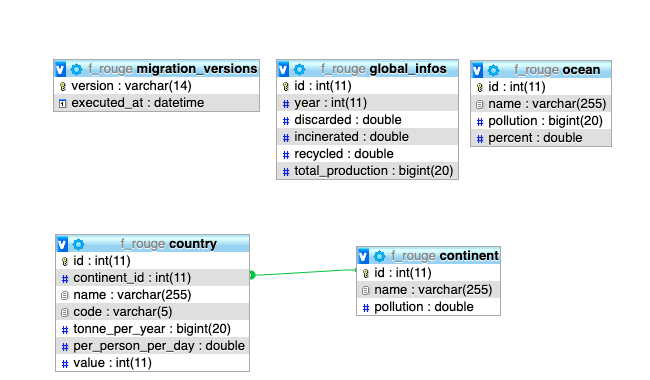 f_rouge migration_versions
version : varchar(14)
executed_at : datetime
f_rouge global_infos
id : int(11)
year : int(11)
discarded : double
incinerated : double
recycled : double
total_production : bigint(20)
f_rouge ocean
id : int(11)
name : varchar(255)
pollution : bigint(20)
percent : double
f_rouge country
id : int(11)
continent_id : int(11)
name : varchar(255)
code : varchar(5)
tonne_per_year : bigint(20)
per_person_per_day : double
value : int(11)
f_rouge continent
id : int(11)
name : varchar(255)
pollution : double